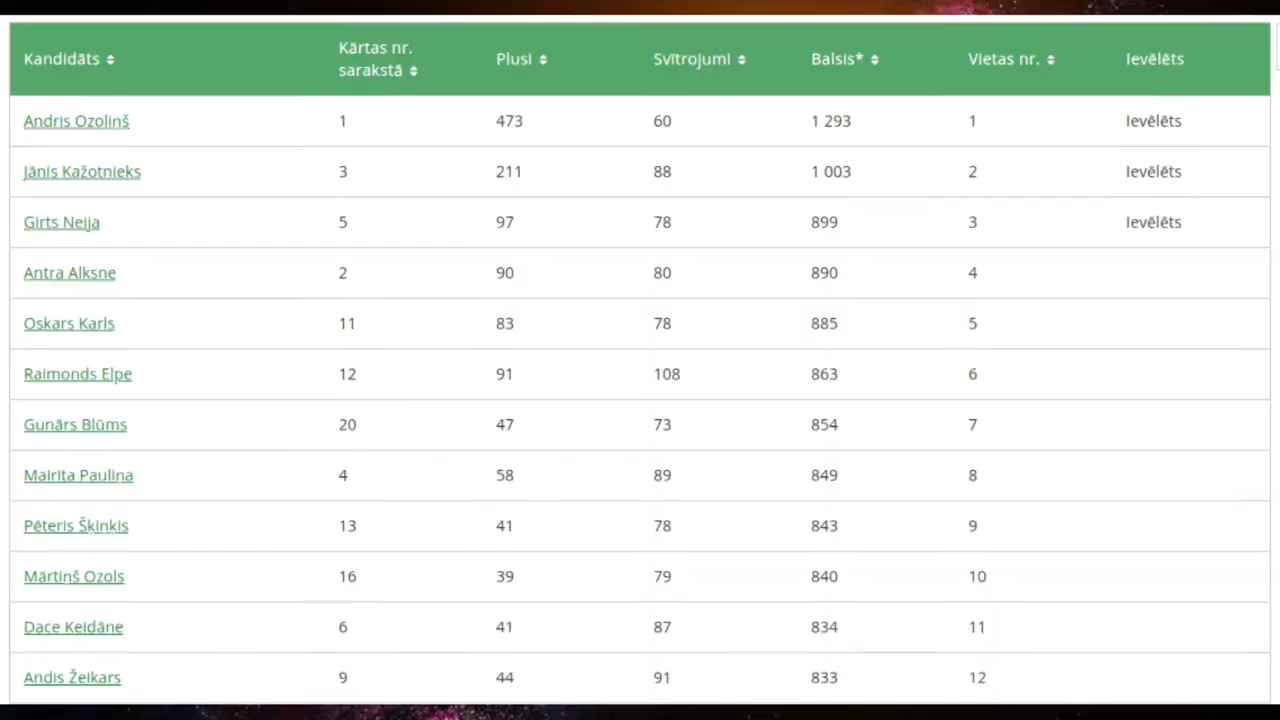 Kandidāts Kārtas nr. sarakstā Plusi Svītrojumi Balsis* Vietas nr. Ievēlēts
Andris Ozoliņš 1 473 60 1 293 1 Ievēlēts
Jānis Kažotnieks 3 211 88 1 003 2 Ievēlēts
Ģirts Neija 5 97 78 899 3 Ievēlēts
Antra Alksne 2 90 80 890 4
Oskars Karls 11 83 78 885 5
Raimonds Elpe 12 91 108 863 6
Gunārs Blūms 20 47 73 854 7
Mairita Pauliņa 4 58 89 849 8
Pēteris Šķiņķis 13 41 78 843 9
Mārtiņš Ozols 16 39 79 840 10
Dace Keidāne 6 41 87 834 11
Andis Žeikars 9 44 91 833 12